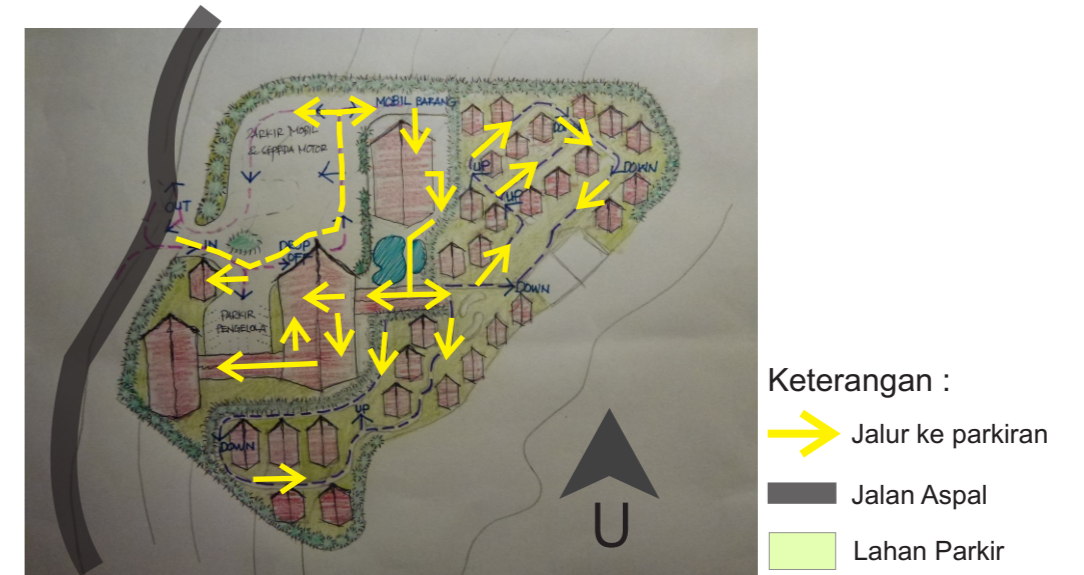 MOBIL BARANG
PARKIR MOBIL
& SEPEDA MOTOR
UP
DOWN
OUT
UP
IN
DROP
OFF
DOWN
PARKIR
PENGELOLA
UP
DOWN
U
Keterangan :
Jalur ke parkiran
Jalan Aspal
Lahan Parkir